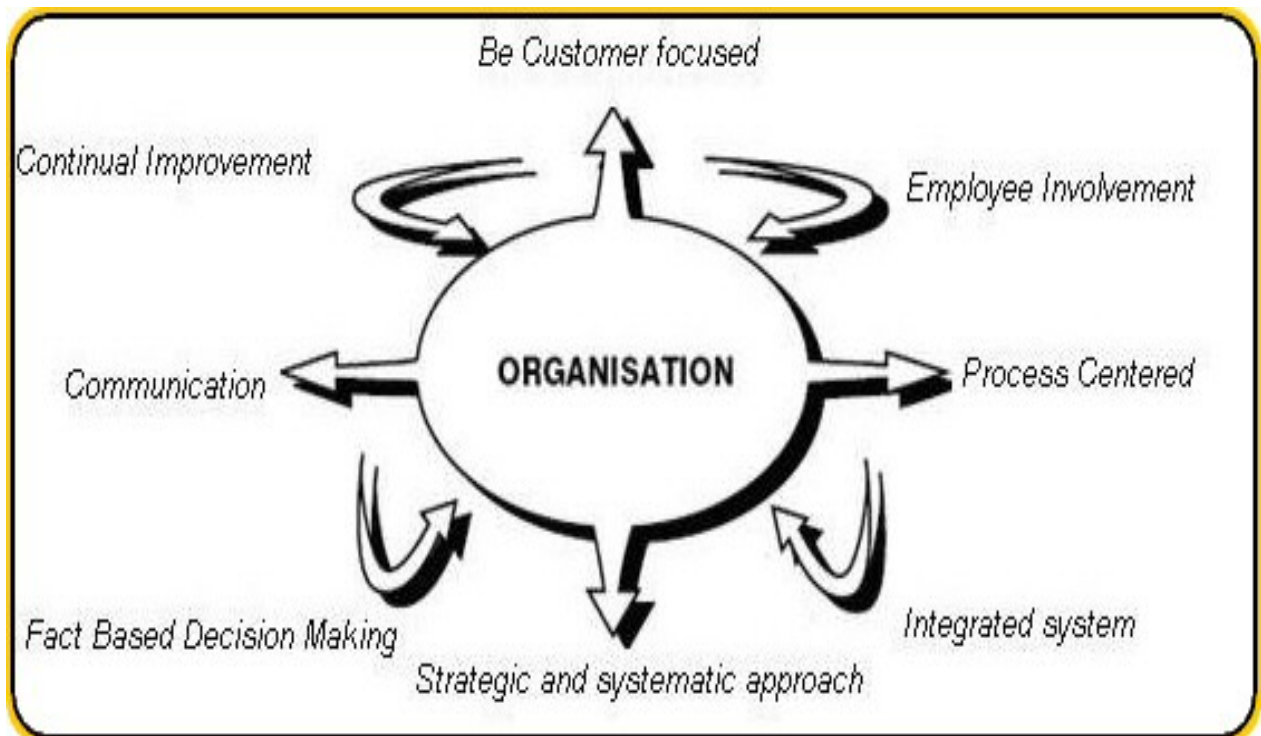 Be Customer focused
Continual Improvement
Employee Involvement
ORGANISATION
Communication
Process Centered
Fact Based Decision Making
Integrated system
Strategic and systematic approach